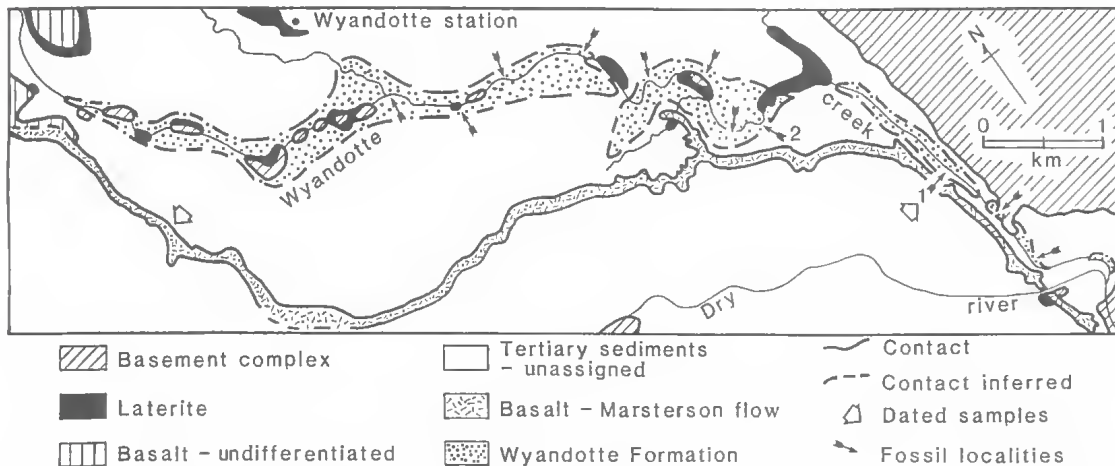 Wyandotte station
N
0 1
km
creek
Wyandotte
2
1
Dry river
Basement complex
Laterite
Basalt - undifferentiated
Tertiary sediments
- unassigned
Basalt - Marsterson flow
Wyandotte Formation
Contact
Contact inferred
Dated samples
Fossil localities